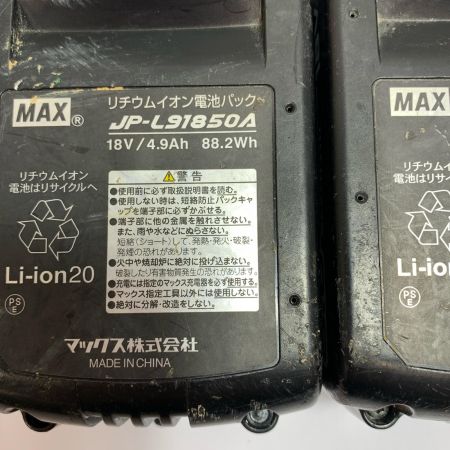 MAX®
リチウムイオン電池パック
JP-L91850A
18V/4.9Ah 88.2Wh
リチウムイオン
電池はリサイクルへ
Li-ion20
PS
E
⚠警告
●使用前に必ず取扱説明書を読む。
●使用しない時は、短絡防止パックキャ
ップを端子部に必ずかぶせる。
●端子部に他の金属を触れさせない。
また、雨や水などにぬらさない。
短絡(ショート)して、発熱・発火・破裂・
発煙の恐れがあります。
●火中や焼却炉に絶対に投げ込まない。
破裂したり有害物質発生の恐れがあります。
●充電には指定のマックス充電器を必ず使用する。
●マックス指定工具以外には使用しない。
●絶対に分解・改造をしない。
マックス株式会社
MADE IN CHINA
MAX
リチウムイ
電池はリサ
Li-io
PS
E